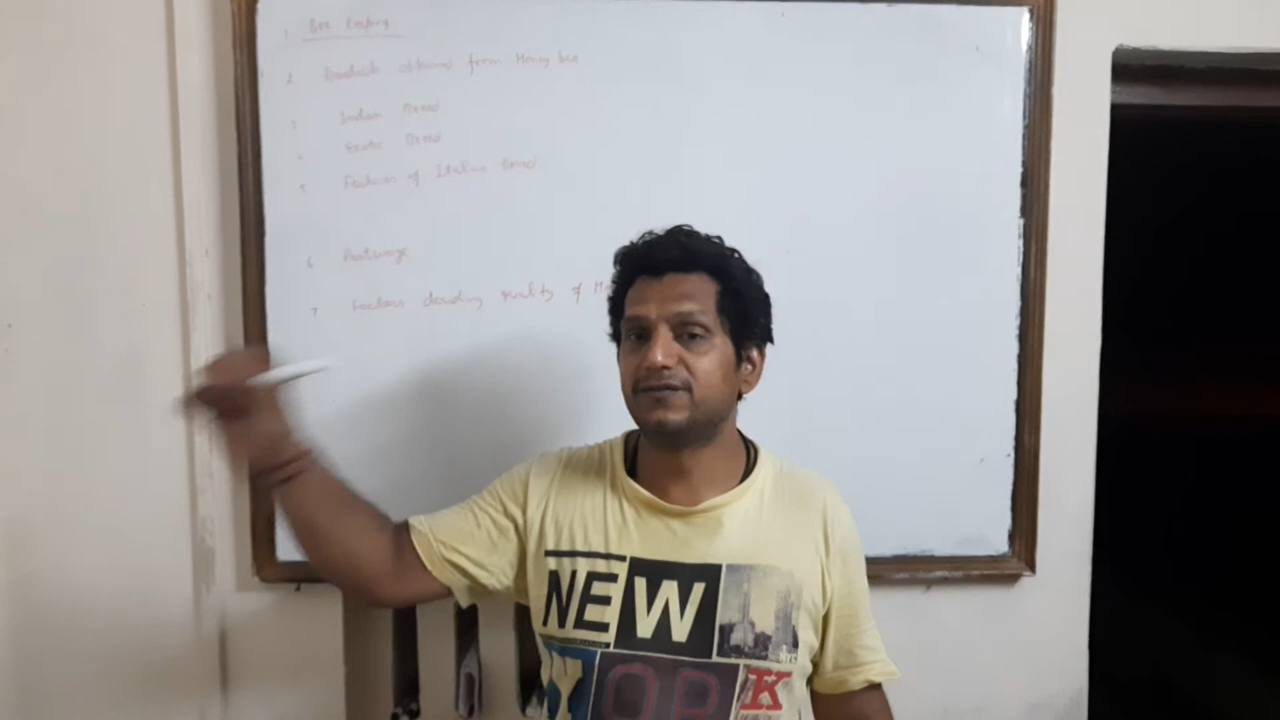 1 Bee Keeping
2 Products obtained from Honey bee
3 Indian Breed
4 Exotic Breed
5 Features of Italian Breed
6 Pasturage
7 Factors deciding quality of
NEW
YORK